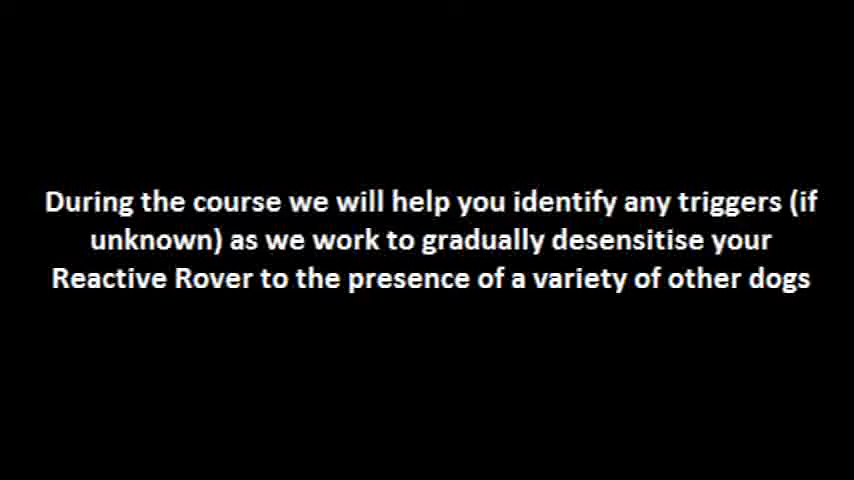 During the course we will help you identify any triggers (if
unknown) as we work to gradually desensitise your
Reactive Rover to the presence of a variety of other dogs